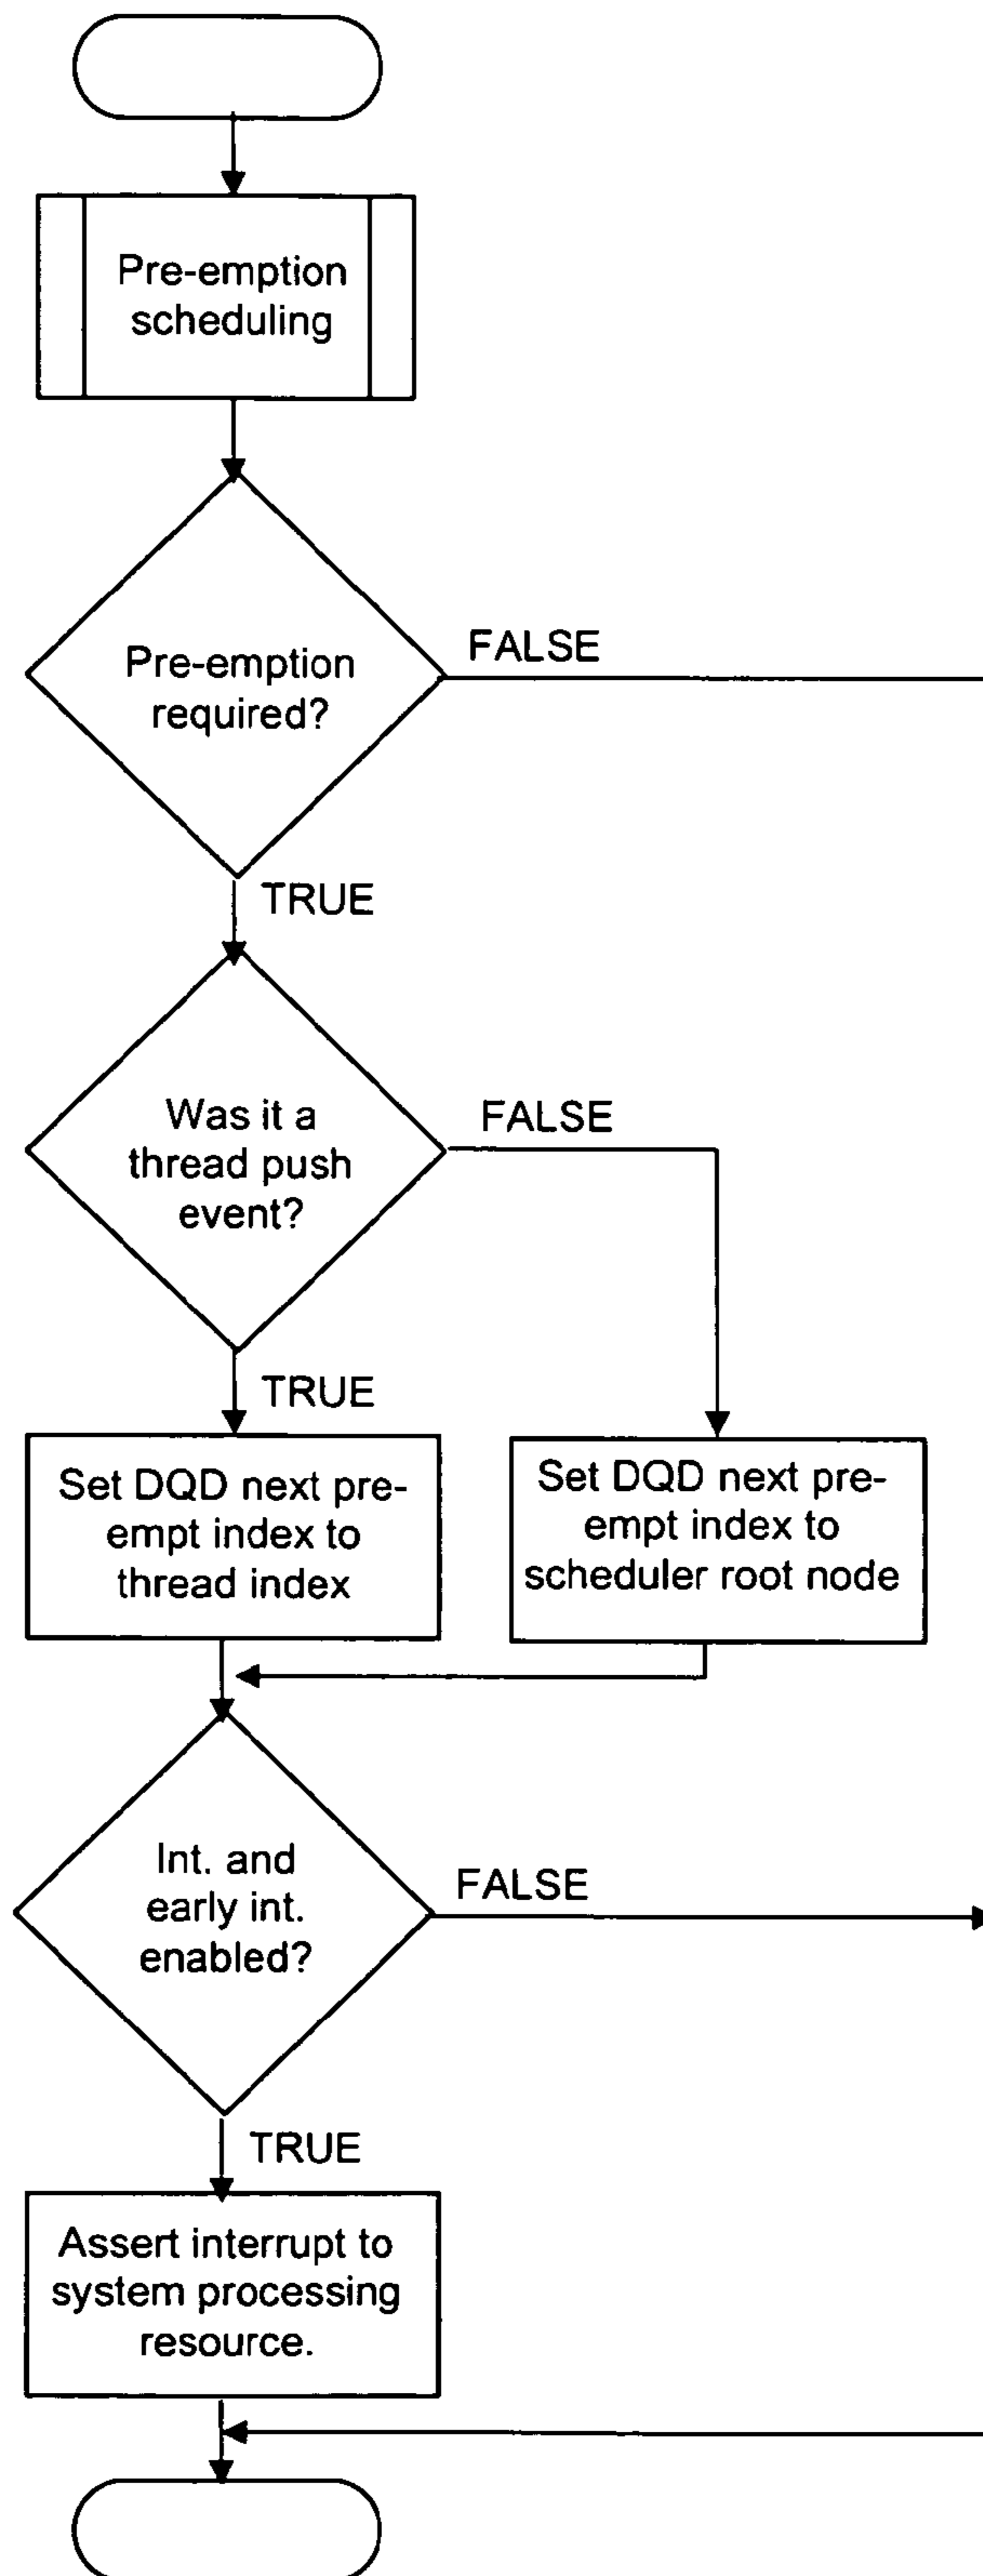 Pre-emption
scheduling
Pre-emption
required?
FALSE
TRUE
Was it a
thread push
event?
FALSE
TRUE
Set DQD next pre-
empt index to
thread index
Set DQD next pre-
empt index to
scheduler root node
Int. and
early int.
enabled?
FALSE
TRUE
Assert interrupt to
system processing
resource.